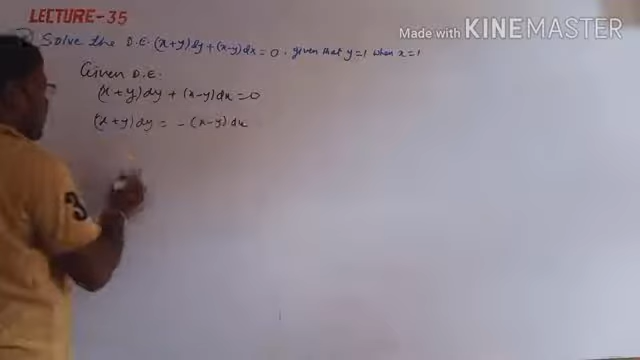 LECTURE-35
Made with KINEMASTER
Solve the D.E. (x+y)dy+(x-y)dx=0, given that y=1 when x=1
Given D.E.
(x+y)dy+(x-y)dx=0
(x+y)dy = -(x-y)dx
3